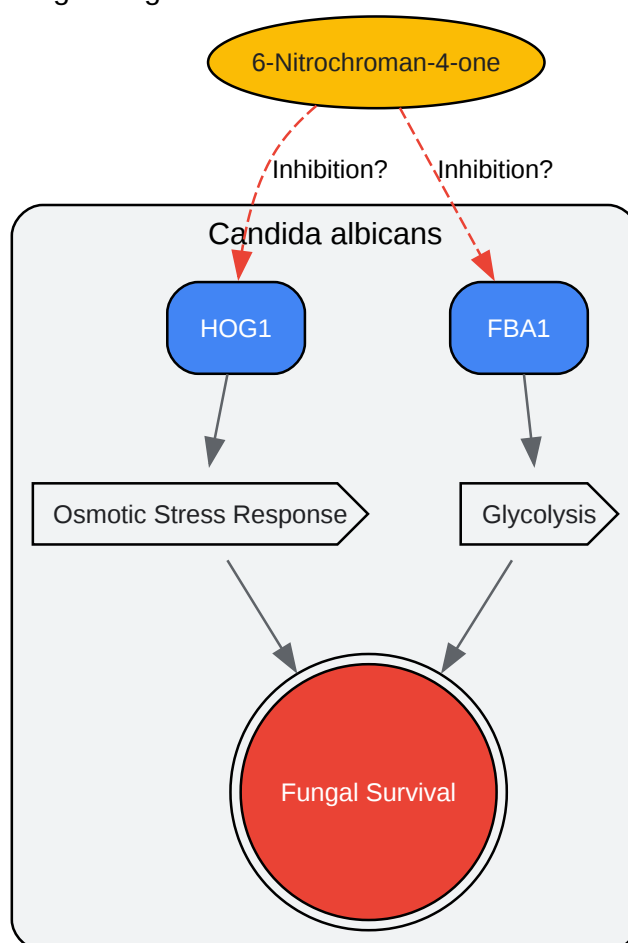 6-Nitrochroman-4-one
Inhibition? Inhibition?
Candida albicans
HOG1 FBA1
Osmotic Stress Response Glycolysis
Fungal Survival